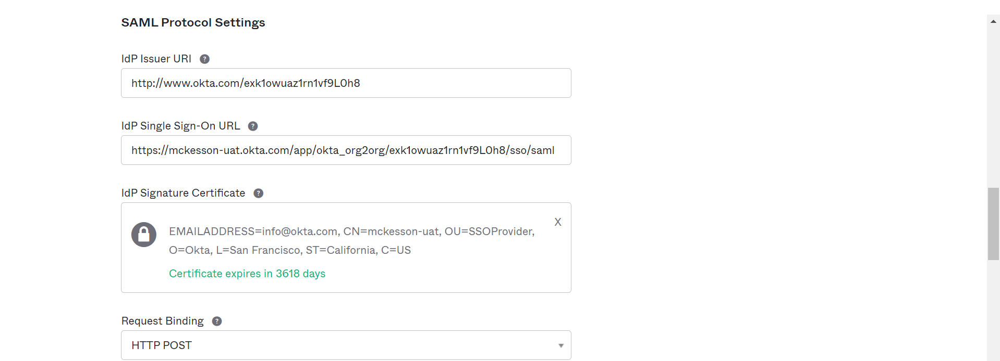 SAML Protocol Settings
IdP Issuer URI ?
http://www.okta.com/exk1owuaz1rn1vf9L0h8
IdP Single Sign-On URL ?
https://mckesson-uat.okta.com/app/okta_org2org/exk1owuaz1rn1vf9L0h8/sso/saml
IdP Signature Certificate ?
X
EMAILADDRESS=info@okta.com, CN=mckesson-uat, OU=SSOProvider,
O=Okta, L=San Francisco, ST=California, C=US
Certificate expires in 3618 days
Request Binding ?
HTTP POST